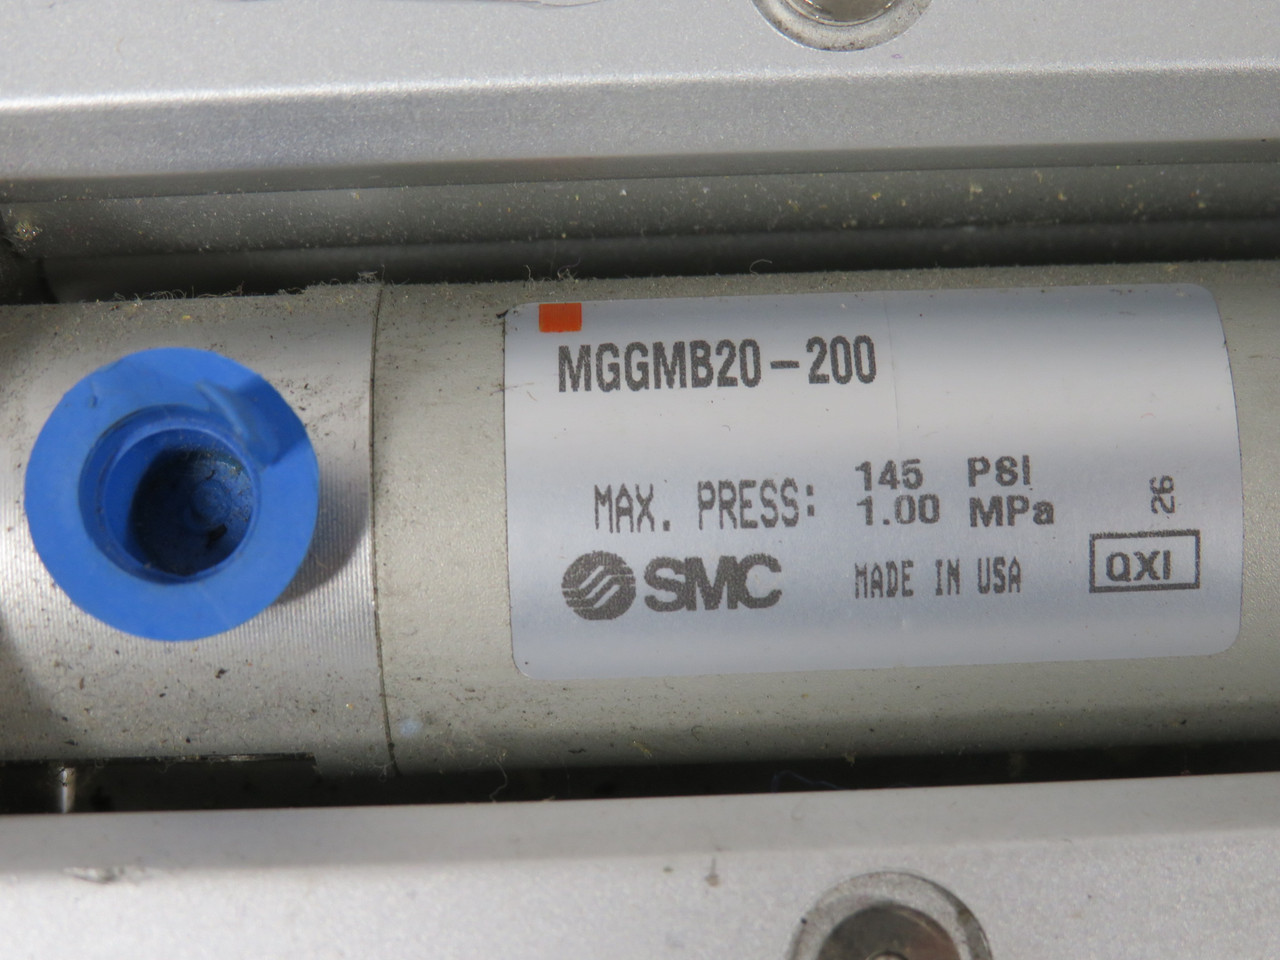 MGGMB20-200
MAX. PRESS: 145 PSI
1.00 MPa
26
SMC MADE IN USA QXI